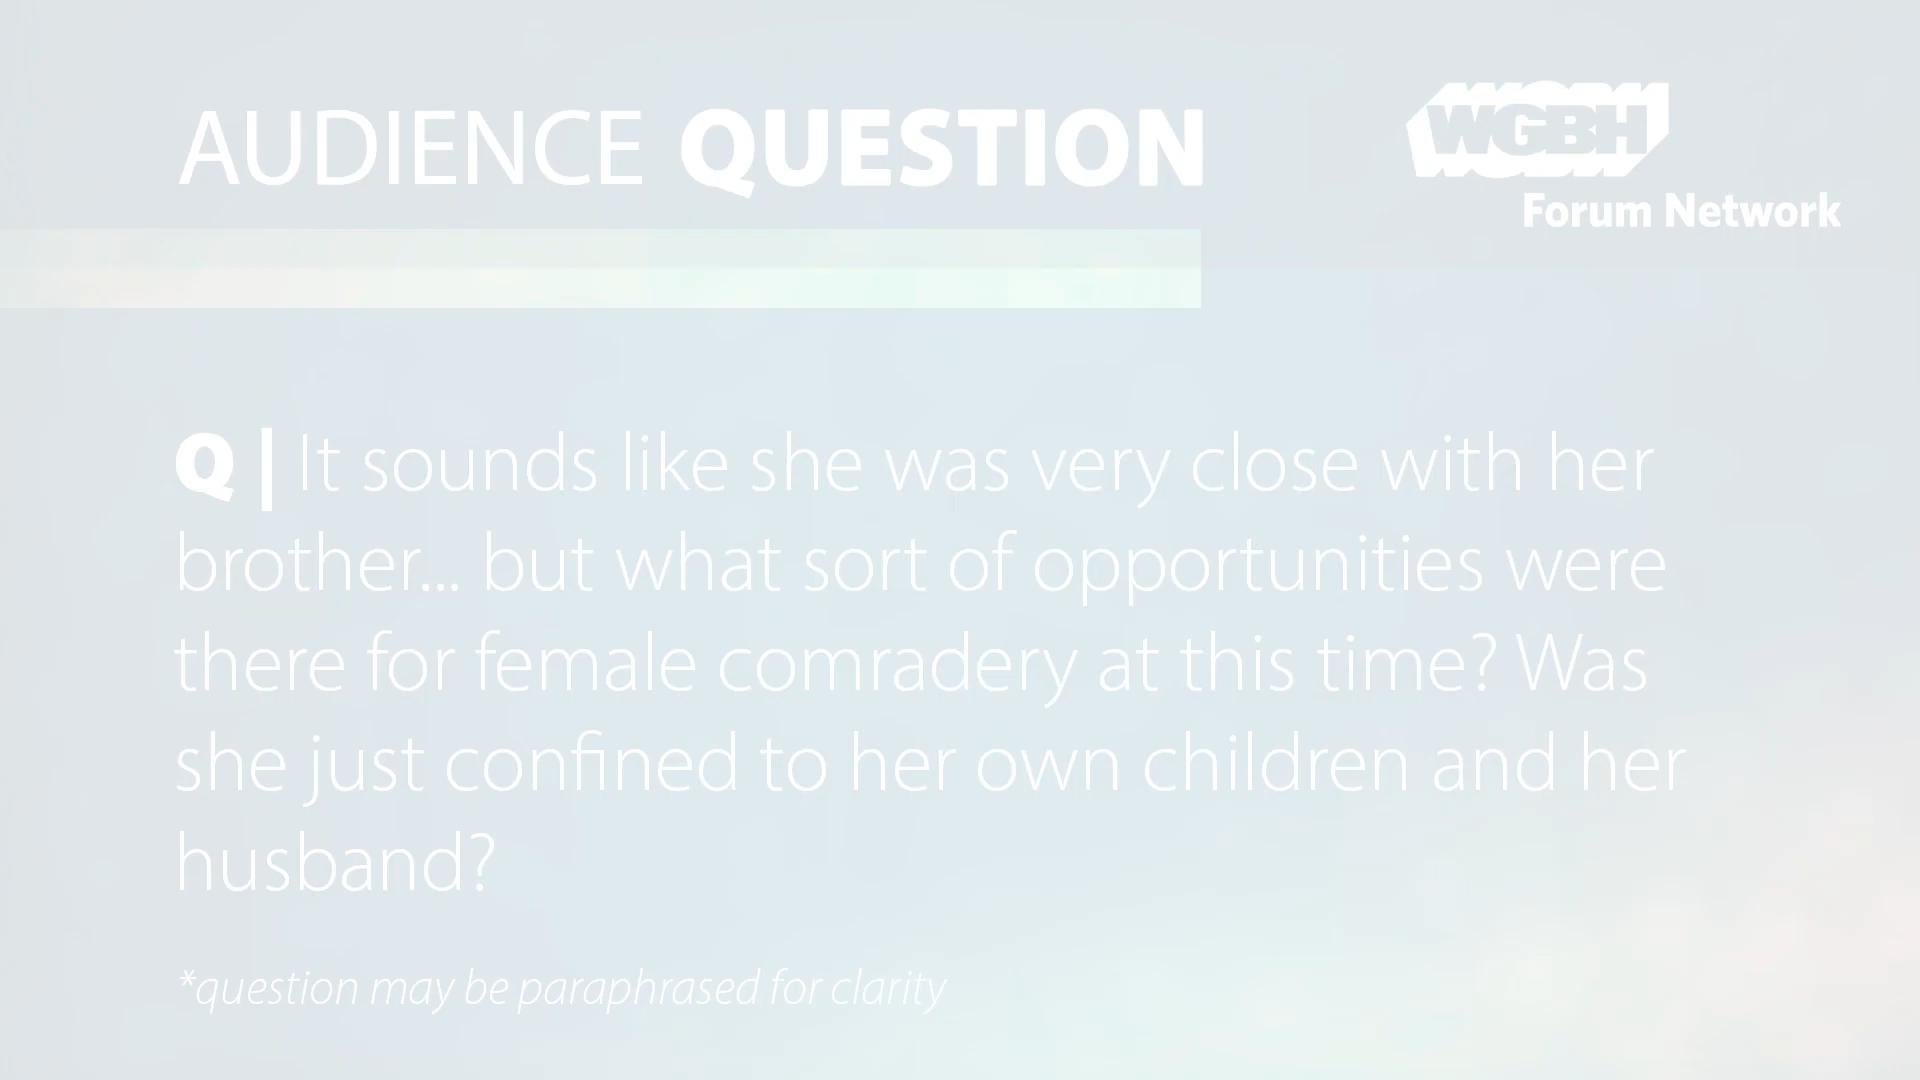 AUDIENCE QUESTION
WGBH
Forum Network
Q | It sounds like she was very close with her
brother... but what sort of opportunities were
there for female comradery at this time? Was
she just confined to her own children and her
husband?
*question may be paraphrased for clarity